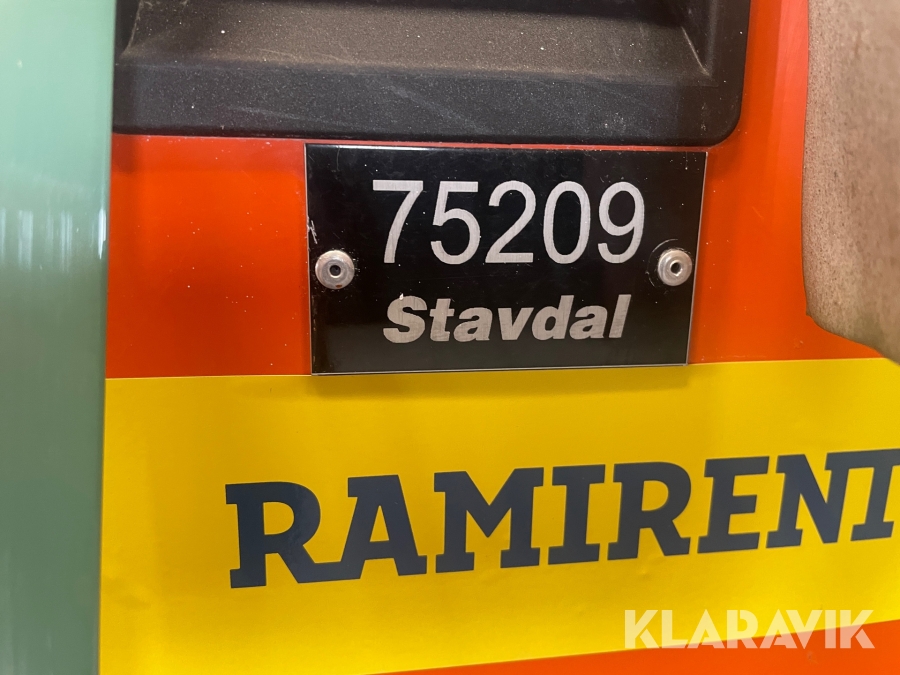 75209
Stavdal
RAMIRENT
KLARAVIK